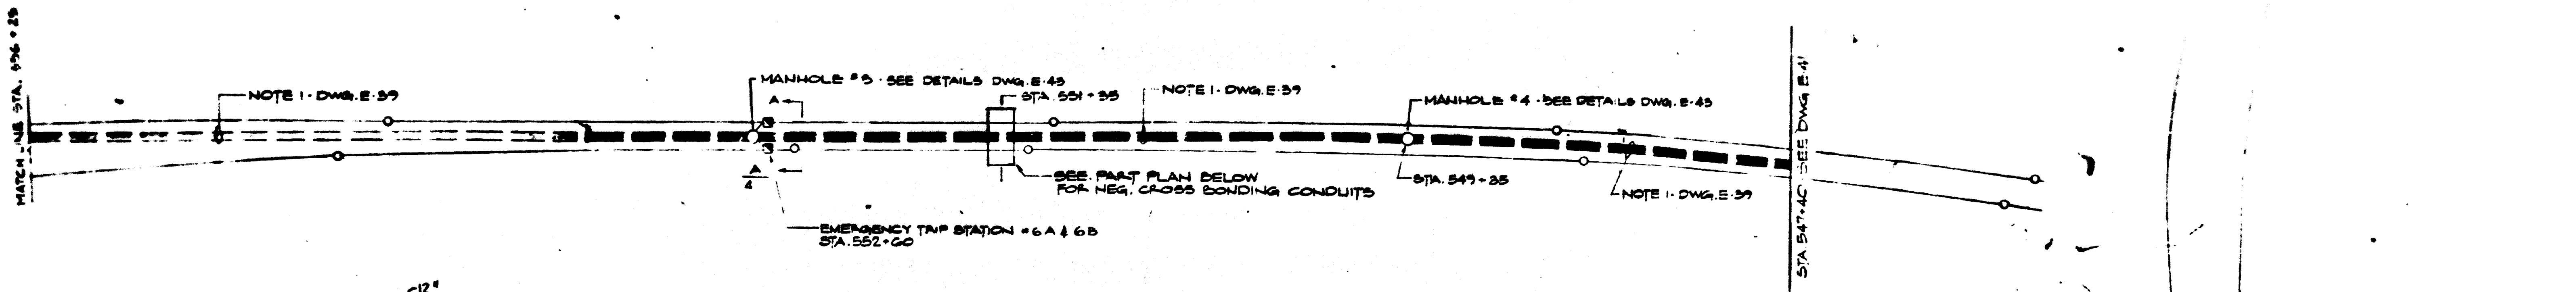 MATCH LINE STA. 556+25
NOTE 1 - DWG. E-39
MANHOLE #3 - SEE DETAILS DWG. E-43
A
STA. 551+35
NOTE 1 - DWG. E-39
MANHOLE #4 - SEE DETAILS DWG. E-43
STA 547+40 SEE DWG E-41
A
4
SEE PART PLAN BELOW
FOR NEG. CROSS BONDING CONDUITS
STA. 549+35
NOTE 1 - DWG. E-39
EMERGENCY TRIP STATION #6A & 6B
STA. 552+60
12"